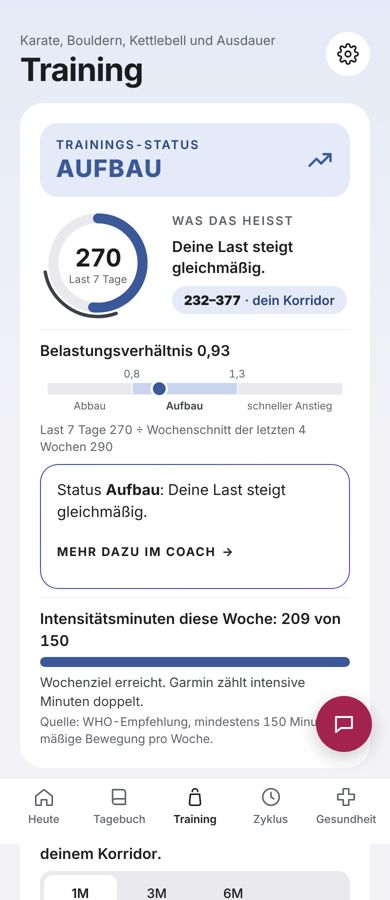 Karate, Bouldern, Kettlebell und Ausdauer
Training
TRAININGS-STATUS
AUFBAU
270
Last 7 Tage
WAS DAS HEISST
Deine Last steigt
gleichmäßig.
232–377 · dein Korridor
Belastungsverhältnis 0,93
0,8
1,3
Abbau
Aufbau
schneller Anstieg
Last 7 Tage 270 ÷ Wochenschnitt der letzten 4
Wochen 290
Status Aufbau: Deine Last steigt
gleichmäßig.
MEHR DAZU IM COACH →
Intensitätsminuten diese Woche: 209 von
150
Wochenziel erreicht. Garmin zählt intensive
Minuten doppelt.
Quelle: WHO-Empfehlung, mindestens 150
mäßige Bewegung pro Woche.
Heute
Tagebuch
Training
Zyklus
Gesundheit
deinem Korridor.
1M
3M
6M